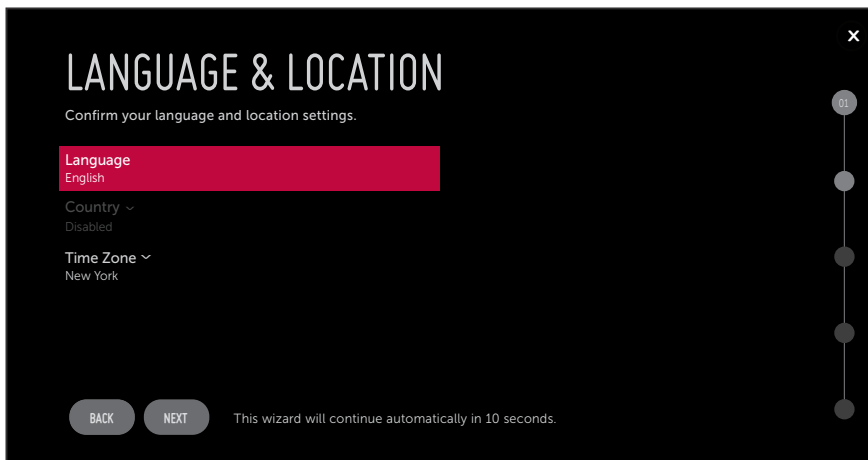 X
LANGUAGE & LOCATION
01
Confirm your language and location settings.
Language
English
Country
Disabled
Time Zone
New York
BACK NEXT This wizard will continue automatically in 10 seconds.